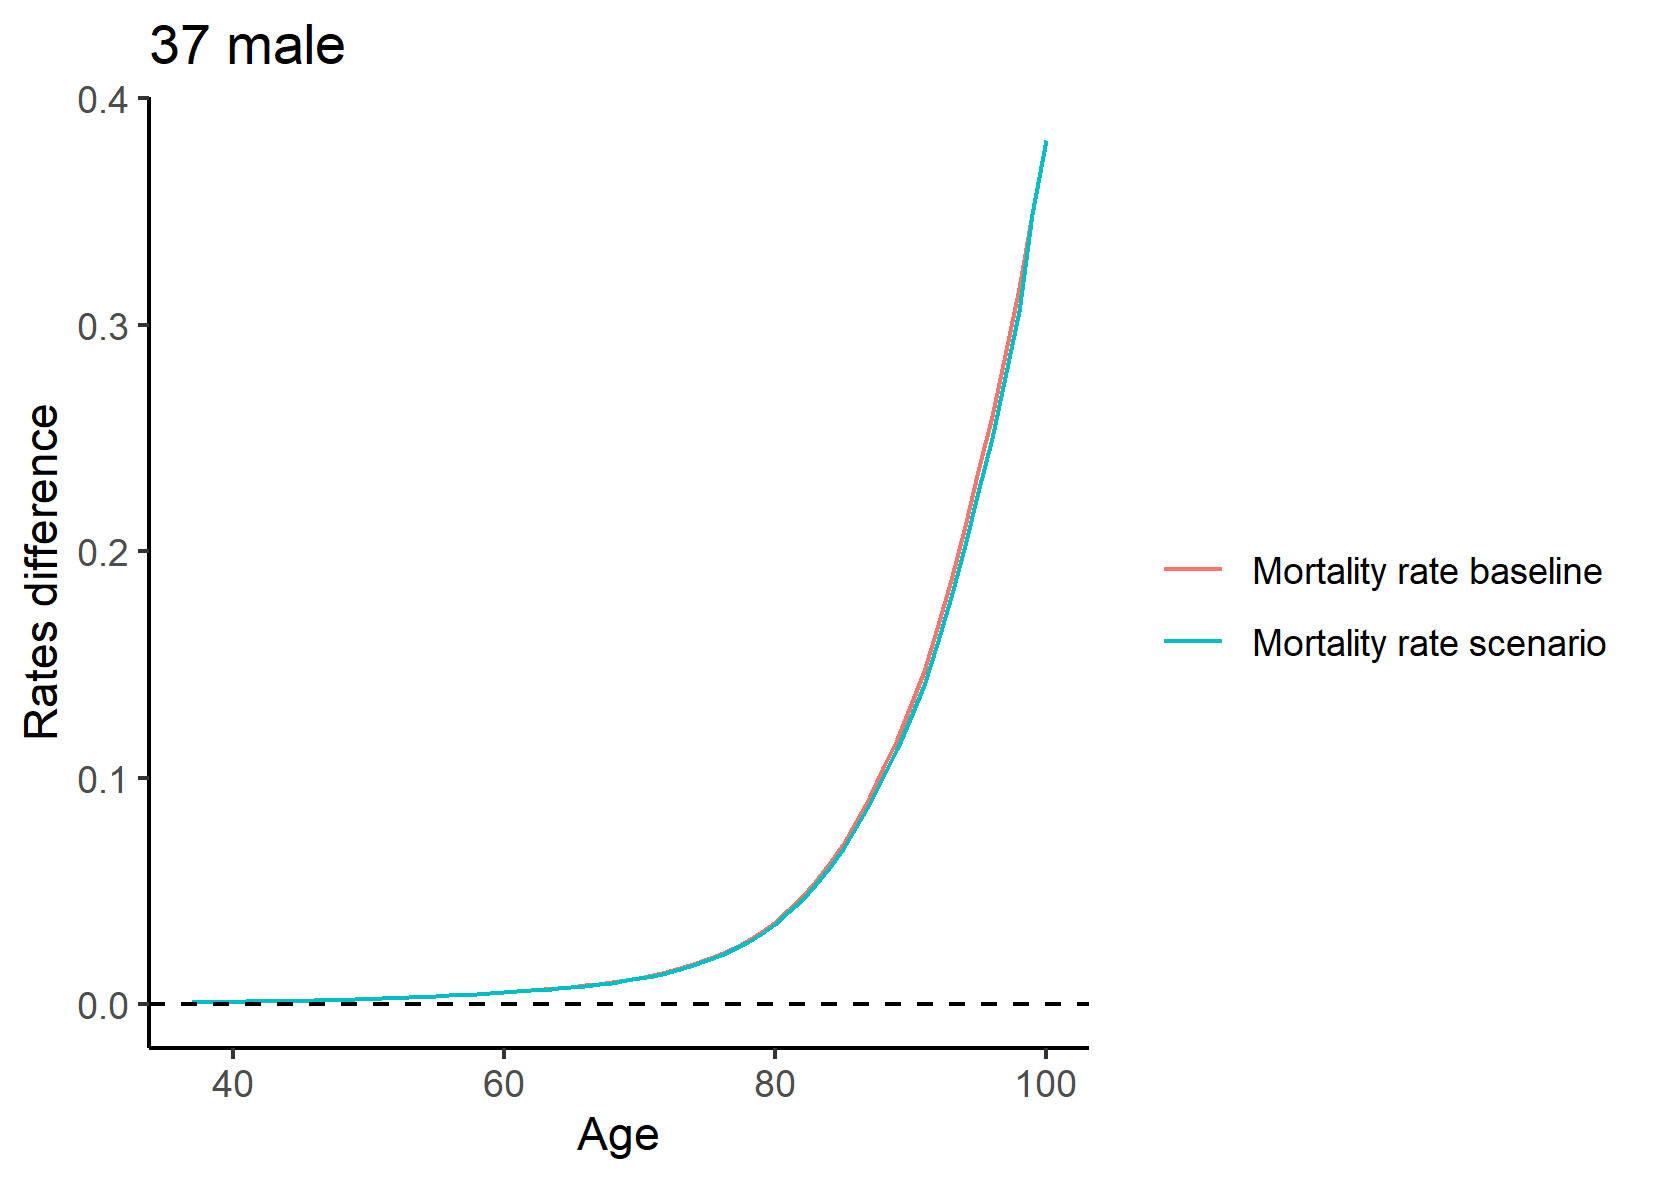 37 male
0.4
0.3
0.2
0.1
0.0
Rates difference
40 60 80 100
Age
Mortality rate baseline
Mortality rate scenario